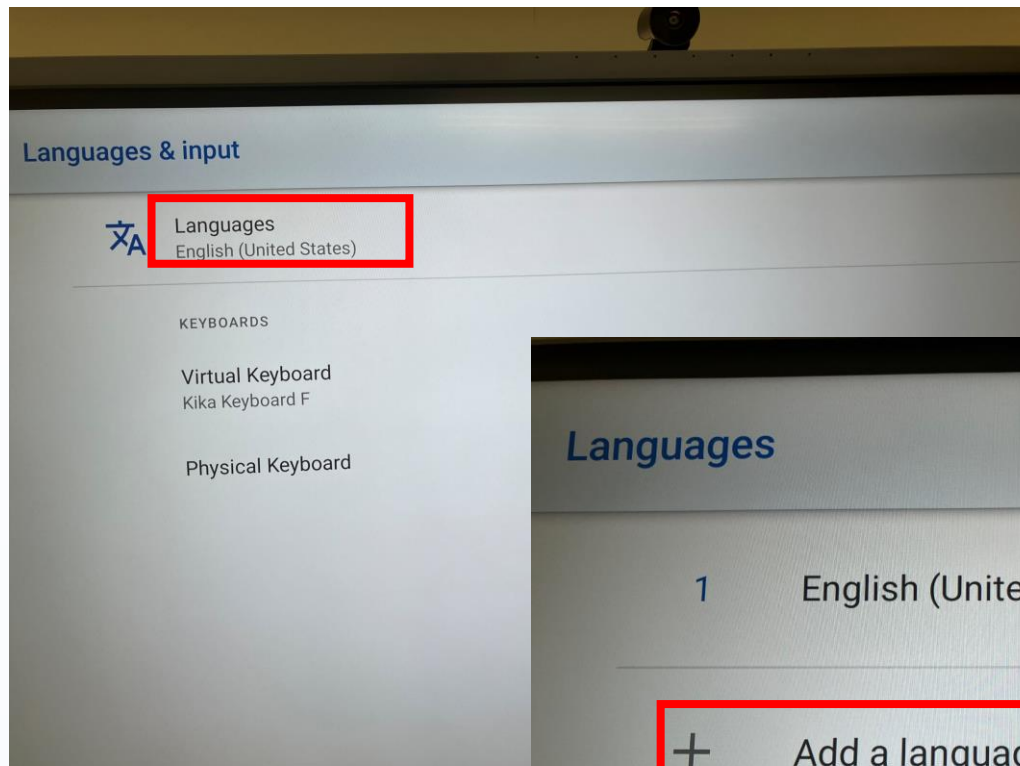 Languages & input
Languages
English (United States)
KEYBOARDS
Virtual Keyboard
Kika Keyboard F
Physical Keyboard
Languages
1 English (Unite
+ Add a languag